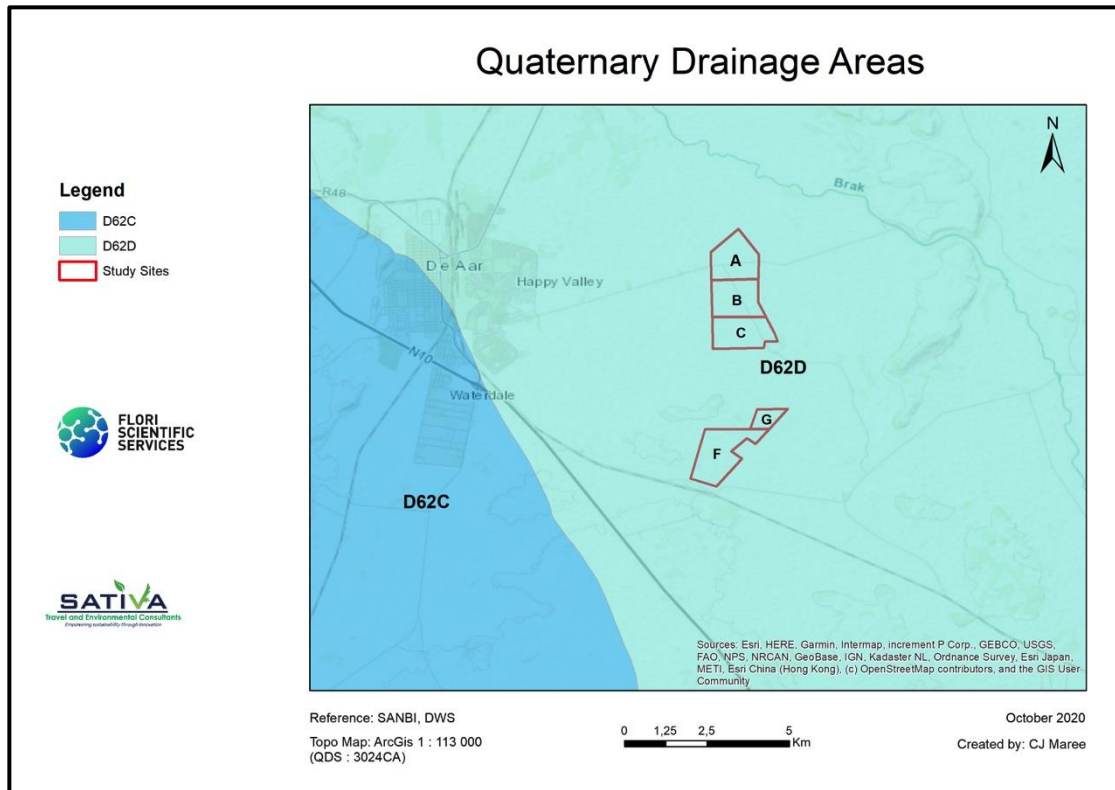 Quaternary Drainage Areas
Legend
D62C
D62D
Study Sites
FLORI
SCIENTIFIC
SERVICES
SATIVA
Travel and Environmental Consultants
Empowering sustainability through innovation
N
R48
De Aar
Happy Valley
Brak
N10
Waterdale
A
B
C
D62D
G
F
D62C
Sources: Esri, HERE, Garmin, Intermap, increment P Corp., GEBCO, USGS,
FAO, NPS, NRCAN, GeoBase, IGN, Kadaster NL, Ordnance Survey, Esri Japan,
METI, Esri China (Hong Kong), (c) OpenStreetMap contributors, and the GIS User
Community
Reference: SANBI, DWS
Topo Map: ArcGis 1 : 113 000
(QDS : 3024CA)
0 1,25 2,5 5
Km
October 2020
Created by: CJ Maree